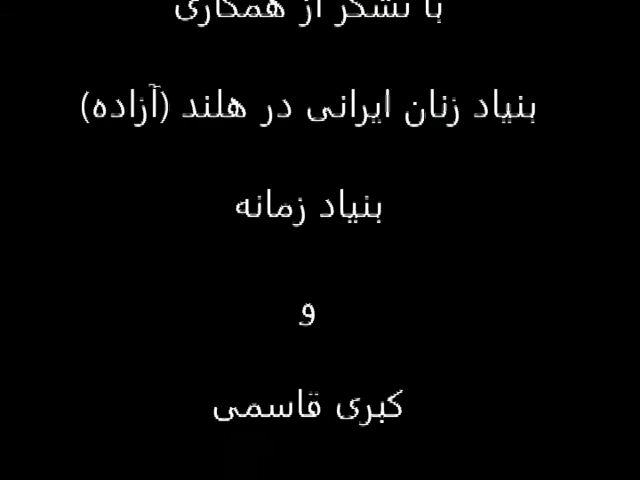 با تشکر از همکاری
بنیاد زنان ایرانی در هلند (آزاده)
بنیاد زمانه
و
کبری قاسمی